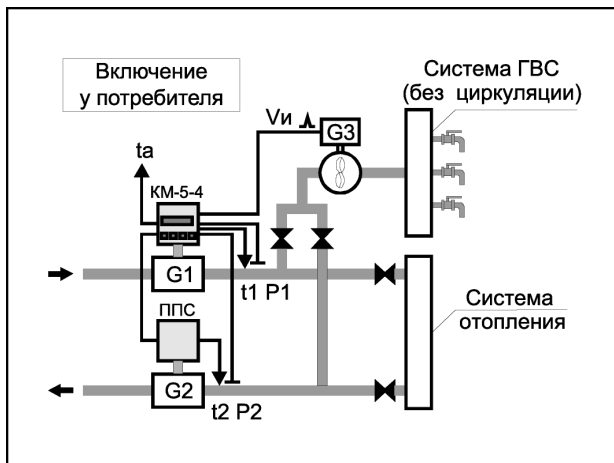 Включение
у потребителя
Система ГВС
(без циркуляции)
Vи
G3
ta
КМ-5-4
G1
t1 P1
ППС
Система
отопления
G2
t2 P2